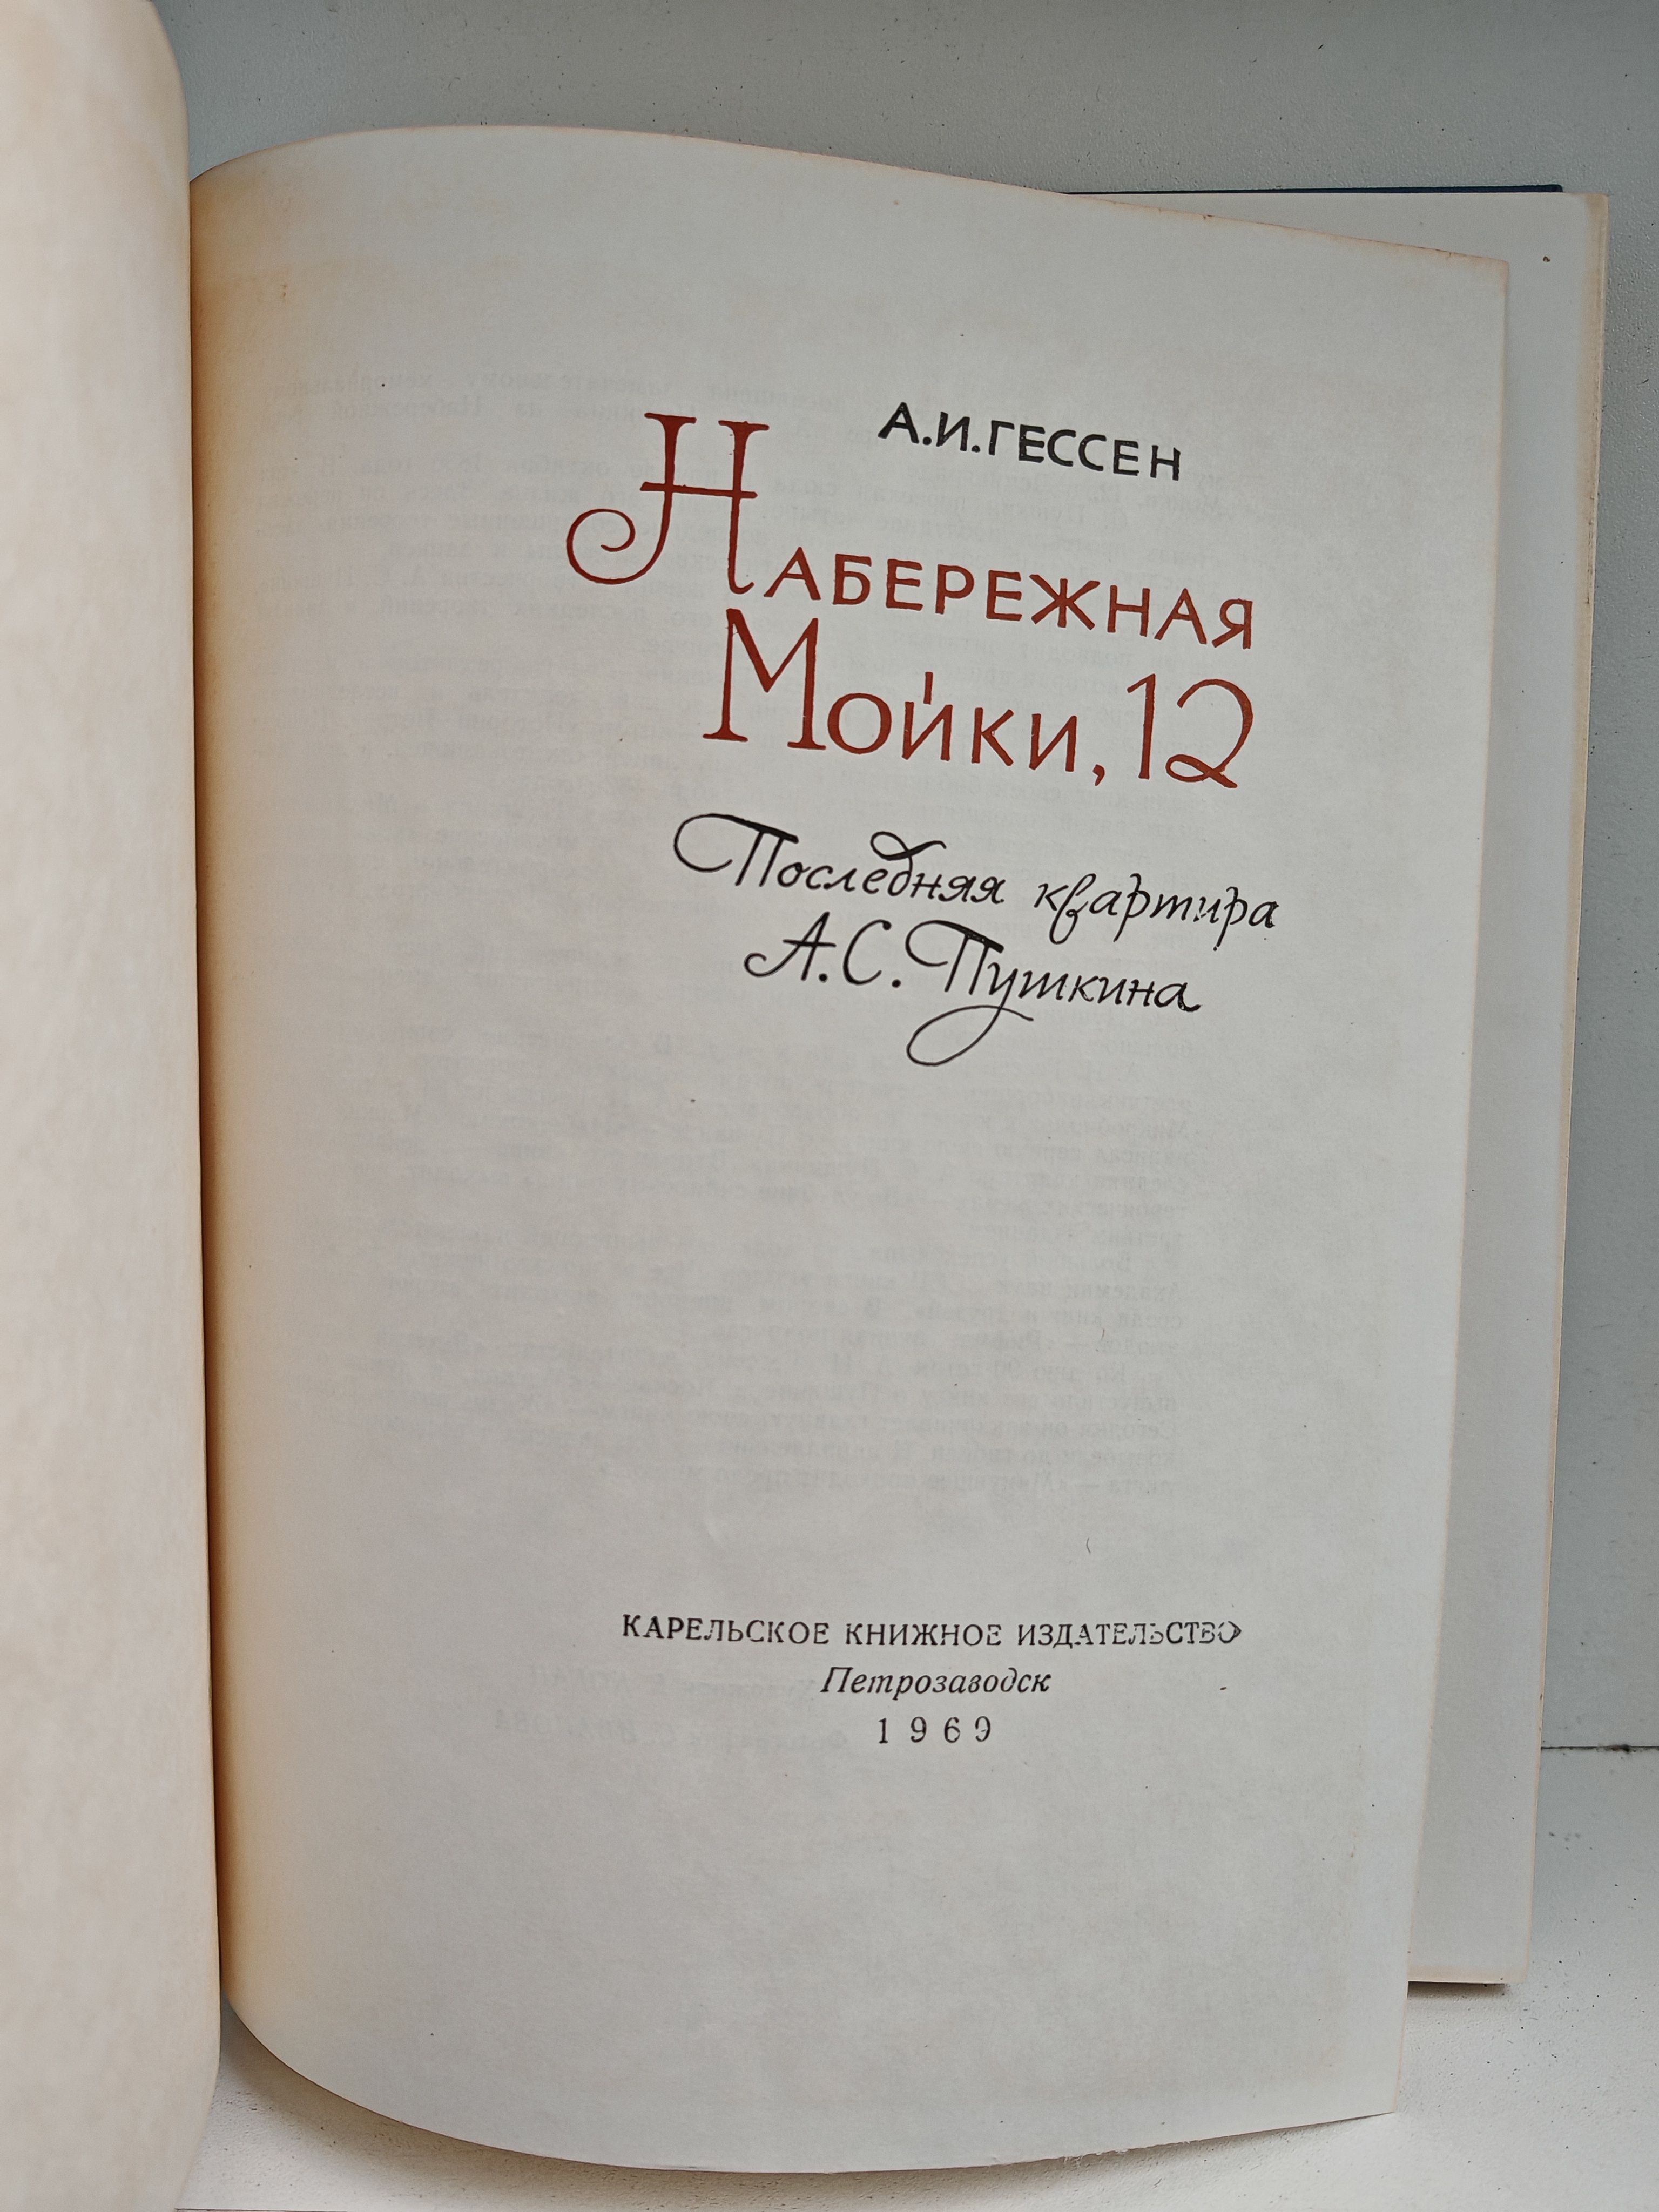 А.И.ГЕССЕН
НАБЕРЕЖНАЯ
МОЙКИ, 12
Последняя квартира
А.С. Пушкина
КАРЕЛЬСКОЕ КНИЖНОЕ ИЗДАТЕЛЬСТВО
Петрозаводск
1969